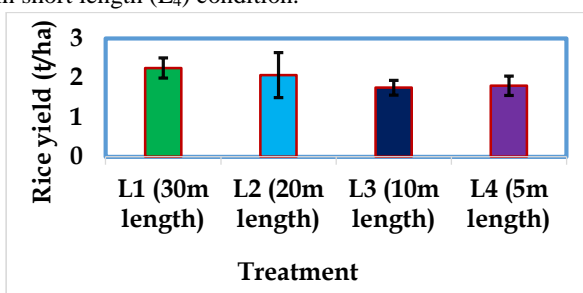 m short length (L₄) condition.
3
2
1
0
Rice yield (t/ha)
L1 (30m length)
L2 (20m length)
L3 (10m length)
L4 (5m length)
Treatment